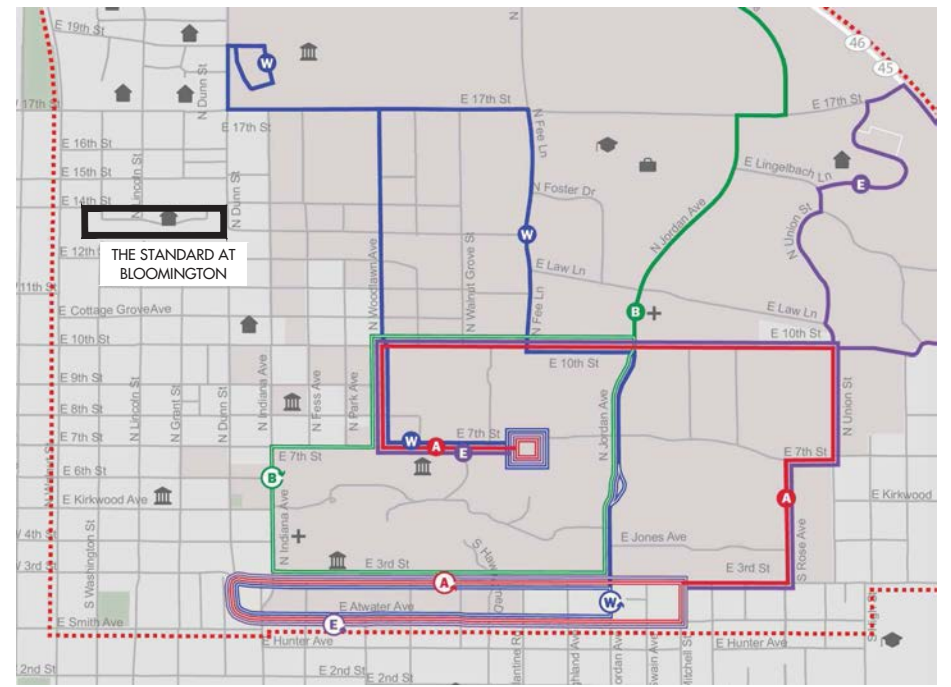 E 19th St
N Dunn St
W
46
45
W 17th St
E 17th St
E 17th St
E 17th St
N Fee Ln
E 16th St
E 15th St
E 14th St
N Lincoln St
N Dunn St
E Lingelbach Ln
E
N Foster Dr
N Union St
N Jordan Ave
THE STANDARD AT
BLOOMINGTON
E 12th
W
E Law Ln
11th St
N Woodlawn Ave
N Walnut Grove St
N Fee Ln
E Law Ln
B
E Cottage GroveAve
E 10th St
E 10th St
E 10th St
E 9th St
E 8th St
E 7th St
N Lincoln St
N Grant St
N Dunn St
N Indiana Ave
N Fess Ave
N Park Ave
N Jordan Ave
N Union St
W
A
E
E 7th St
E 7th St
E 7th St
B
E 6th St
E Kirkwood Ave
A
E Kirkwood
4th St
N Indiana Ave
E Jones Ave
S Rose Ave
3rd St
S Washington St
E 3rd St
E 3rd St
A
E Atwater Ave
W
E
E Smith Ave
E Hunter Ave
E Hunter Ave
2nd St
E 2nd St
E 2nd St
Mitchell St